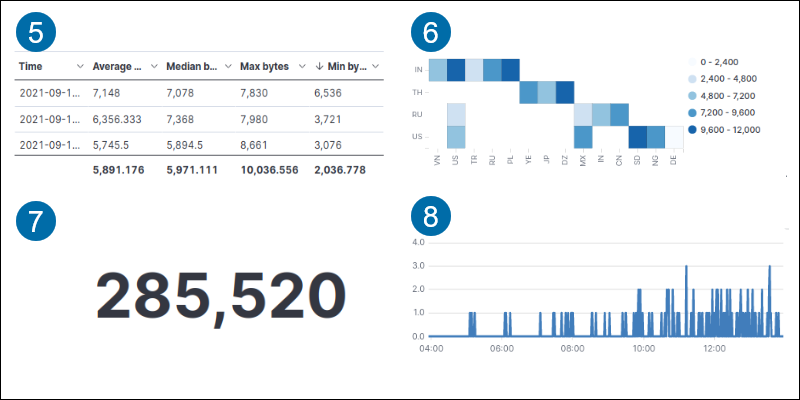 5
Time Average ... Median b... Max bytes Min by...
2021-09-1... 7,148 7,078 7,830 6,536
2021-09-1... 6,356.333 7,368 7,980 3,721
2021-09-1... 5,745.5 5,894.5 8,661 3,076
5,891.176 5,971.111 10,036.556 2,036.778
6
IN
TH
RU
US
VN US TR RU PL YE JP DZ MX IN CN SD NG DE
0 - 2,400
2,400 - 4,800
4,800 - 7,200
7,200 - 9,600
9,600 - 12,000
7
285,520
8
4.0
3.0
2.0
1.0
0.0
04:00 06:00 08:00 10:00 12:00